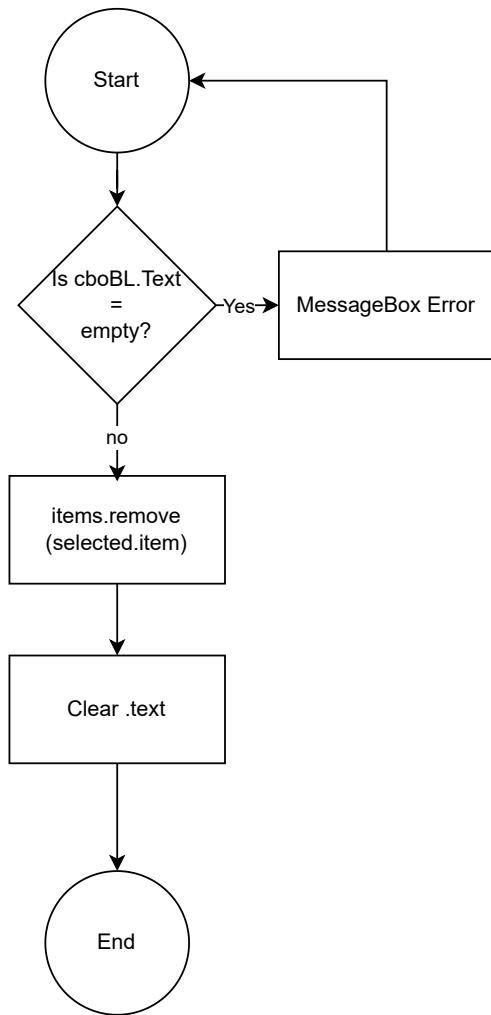 Start
Is cboBL.Text
=
empty?
Yes
MessageBox Error
no
items.remove
(selected.item)
Clear .text
End